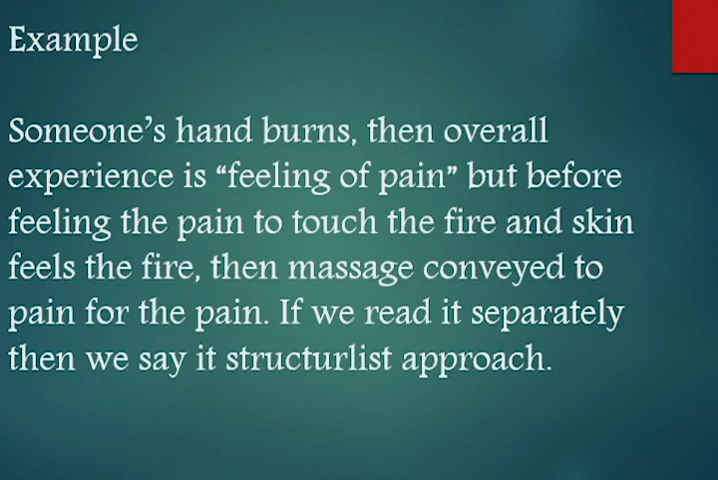 Example
Someone’s hand burns, then overall
experience is “feeling of pain” but before
feeling the pain to touch the fire and skin
feels the fire, then massage conveyed to
pain for the pain. If we read it separately
then we say it structurlist approach.